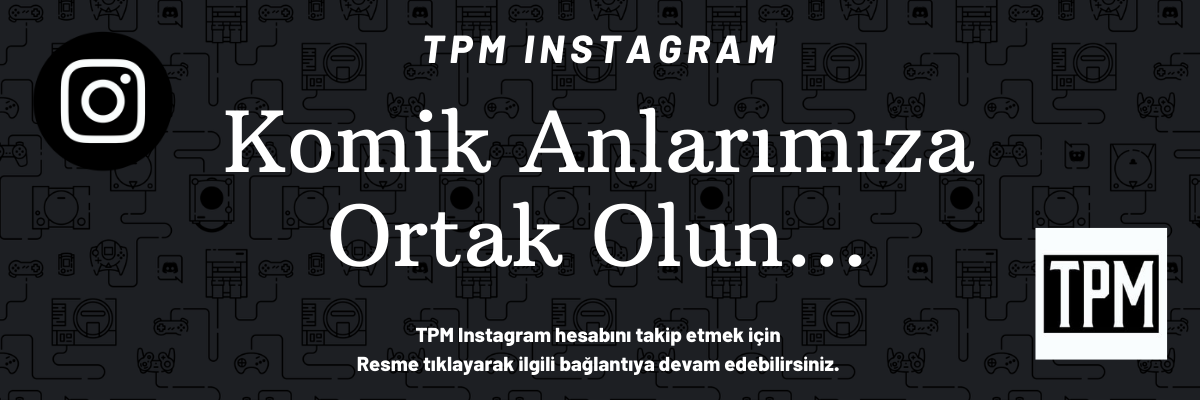 TPM INSTAGRAM
Komik Anlarımıza
Ortak Olun...
TPM
TPM Instagram hesabını takip etmek için
Resme tıklayarak ilgili bağlantıya devam edebilirsiniz.